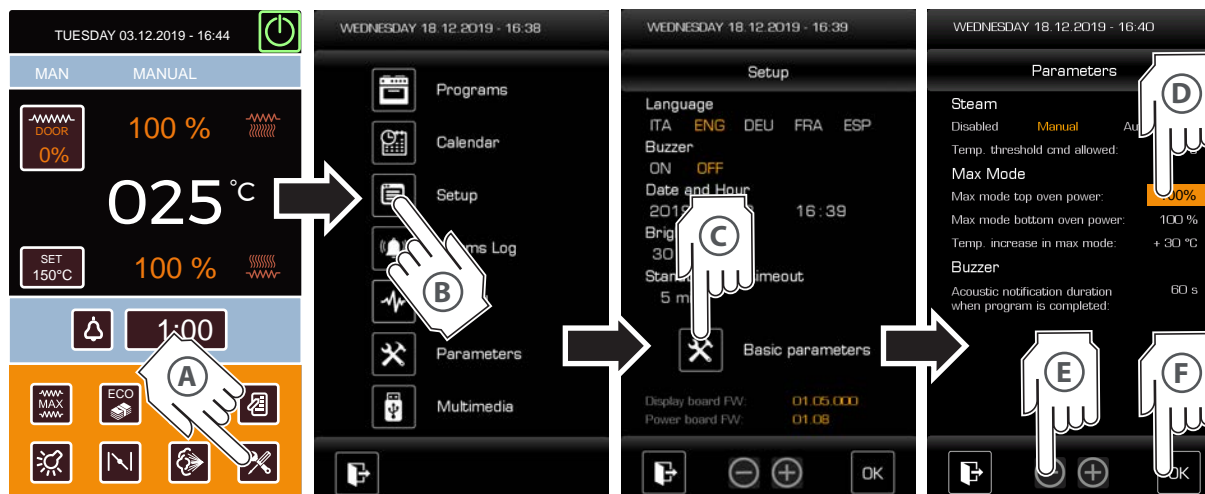 TUESDAY 03.12.2019 - 16:44
MAN MANUAL
DOOR
0%
100 %
025 °C
SET
150°C
100 %
1:00
A
MAX
ECO
WEDNESDAY 18.12.2019 - 16:38
Programs
Calendar
Setup
Log
B
Parameters
Multimedia
WEDNESDAY 18.12.2019 - 16:39
Setup
Language
ITA ENG DEU FRA ESP
Buzzer
ON OFF
Date and Hour
16:39
C
30
5
Basic parameters
Display board FW: 01.05.000
Power board FW: 01.08
OK
WEDNESDAY 18.12.2019 - 16:40
Parameters
D
Steam
Disabled Manual
Temp. threshold cmd allowed:
Max Mode
Max mode top oven power: 100%
Max mode bottom oven power: 100 %
Temp. increase in max mode: + 30 °C
Buzzer
Acoustic notification duration 60 s
when program is completed:
E
F
OK